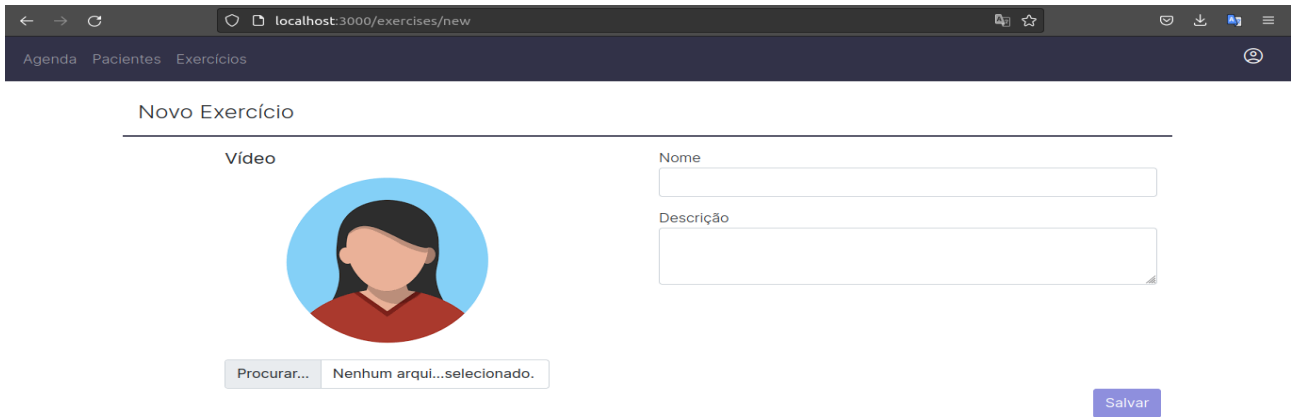 localhost:3000/exercises/new
Agenda Pacientes Exercícios
Novo Exercício
Vídeo
Nome
Descrição
Procurar... Nenhum arqui...selecionado.
Salvar